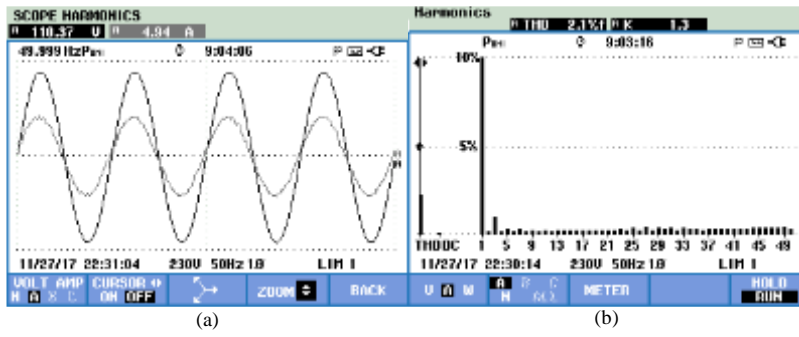 SCOPE HARMONICS
110.97 V 4.94 A
49.999 Hz 9:04:06
11/27/17 22:31:04 230V 50Hz 1Ø LIM I
VOLT AMP CURSOR
N A B C ON OFF ZOOM BACK
(a)
Harmonics
THD 2.1%f K 1.3
9:03:16
10%
5%
THDDC 1 5 9 13 17 21 25 29 33 37 41 45 49
11/27/17 22:30:14 230V 50Hz 1Ø LIM I
V A W A B C N ALL METER HOLD RUN
(b)